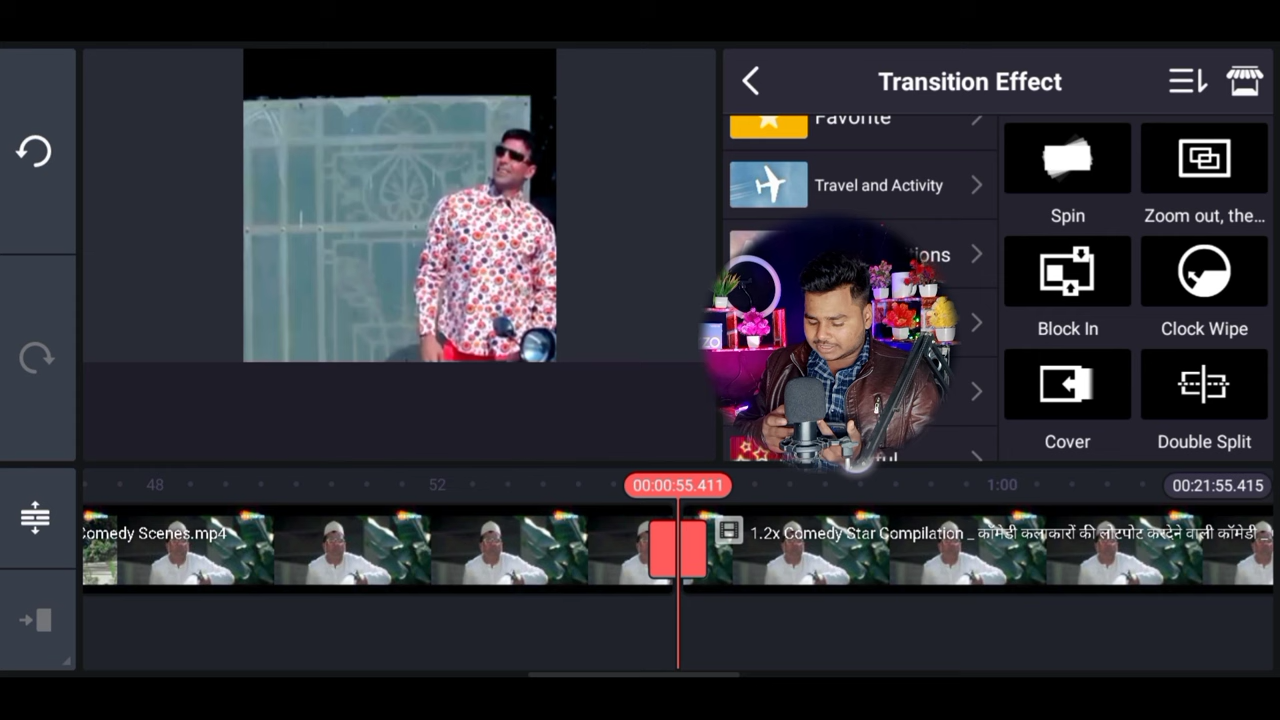 Transition Effect
Favorite
Travel and Activity
ions
Spin
Zoom out, the...
Block In
Clock Wipe
Cover
Double Split
48
52
00:00:55.411
1:00
00:21:55.415
Comedy Scenes.mp4
1.2x Comedy Star Compilation _ कॉमेडी कलाकारों की लोटपोट करदेने वाली कॉमेडी _